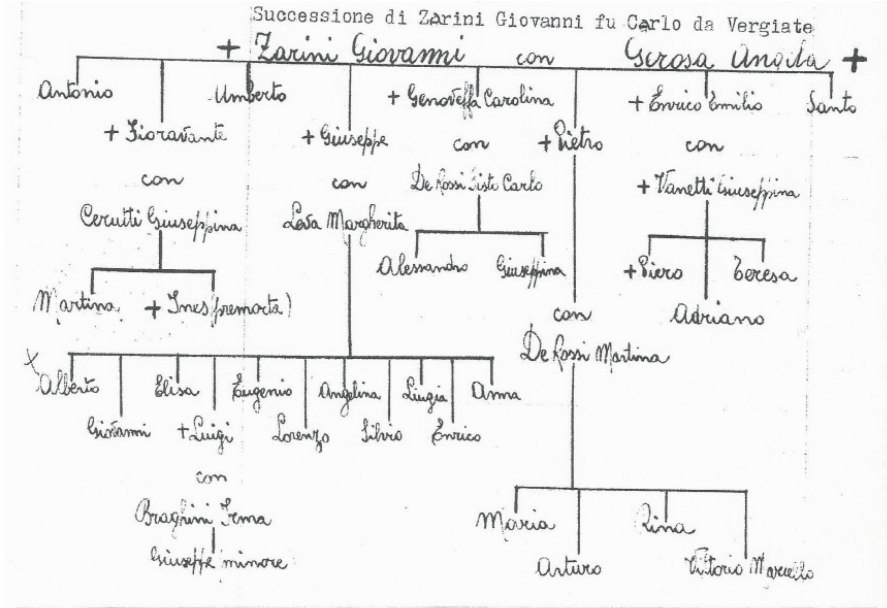 Successione di Zarini Giovanni fu Carlo da Vergiate
+ Zarini Giovanni con Gerosa Angela +
Antonio Umberto + Genoveffa Carolina + Enrico Emilio Santo
+ Fioravante + Giuseppe con + Pietro con
con con De Rossi Sisto Carlo + Vanetti Giuseppina
Cerutti Giuseppina Leva Margherita
Alessandro Giuseppina + Piero Teresa
Martina + Ines (premorta) con Adriano
De Rossi Martina
X Alberto Elisa Eugenio Angelina Liugia Anna
Giovanni + Luigi Lorenzo Silvio Enrico
con
Braghini Irma Maria Rina
Giuseppe minore Arturo Vittorio Marcello